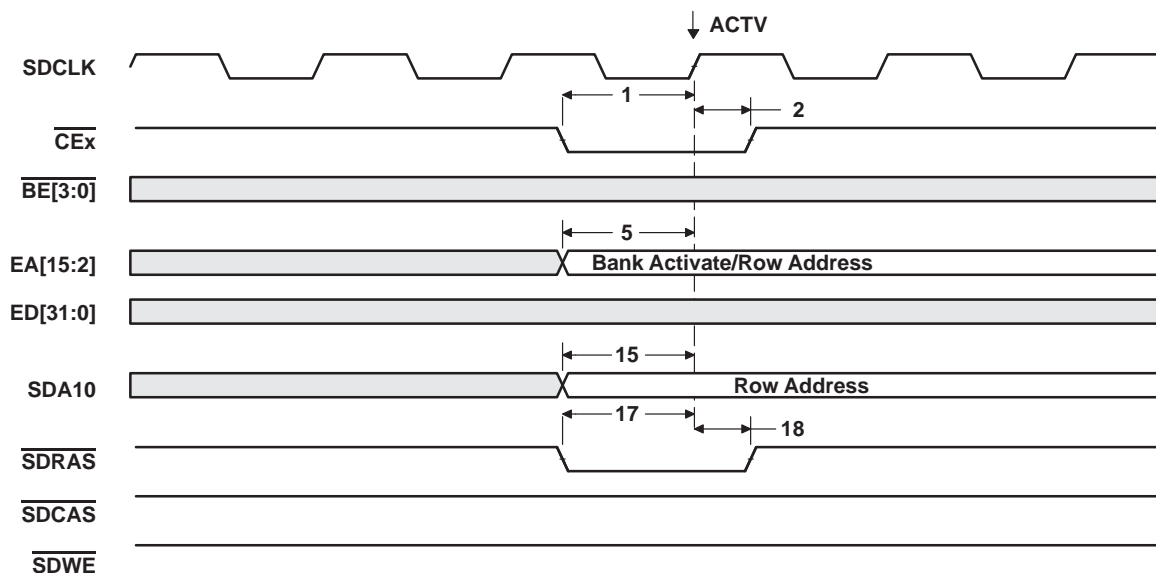 ACTV
SDCLK
1
2
CEx
BE[3:0]
5
EA[15:2]
Bank Activate/Row Address
ED[31:0]
15
SDA10
Row Address
17
18
SDRAS
SDCAS
SDWE